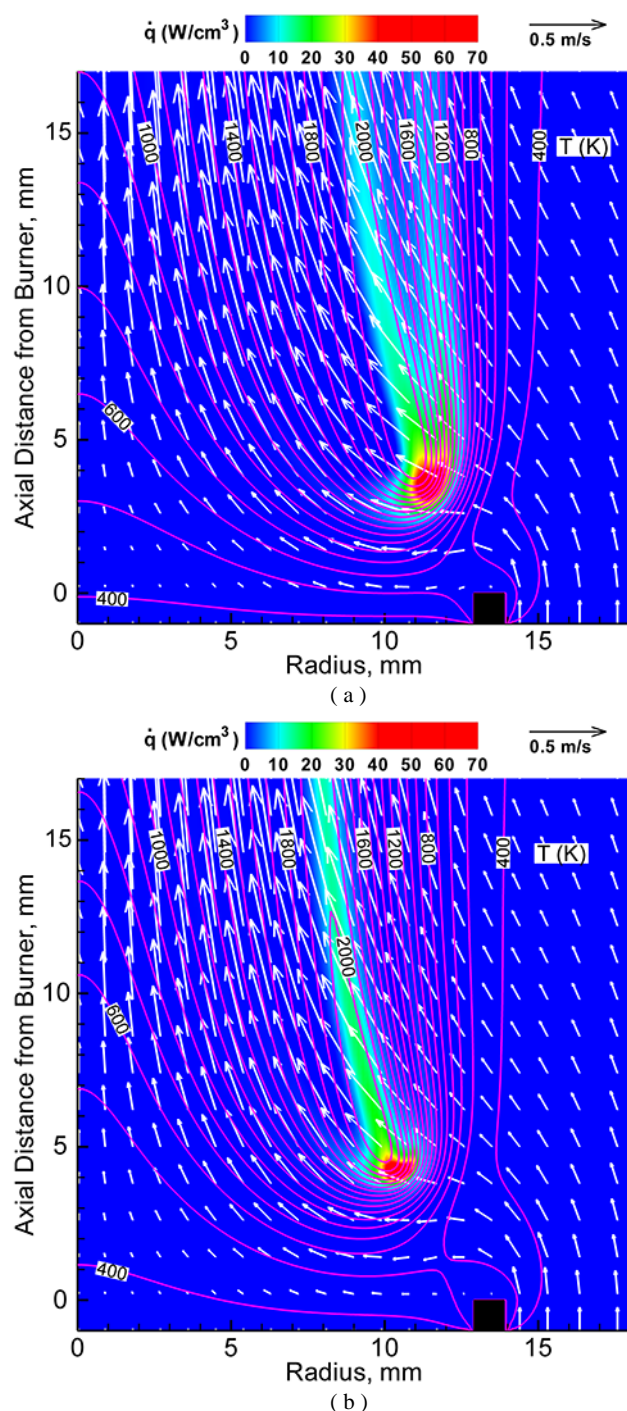 q̇ (W/cm³)
0 10 20 30 40 50 60 70
0.5 m/s
Axial Distance from Burner, mm
15
10
5
0
1000
1400
1800
2000
1600
1200
800
400
T (K)
600
400
0 5 10 15
Radius, mm
( a )
q̇ (W/cm³)
0 10 20 30 40 50 60 70
0.5 m/s
Axial Distance from Burner, mm
15
10
5
0
1000
1400
1800
1600
1200
800
400
T (K)
2000
600
400
0 5 10 15
Radius, mm
( b )